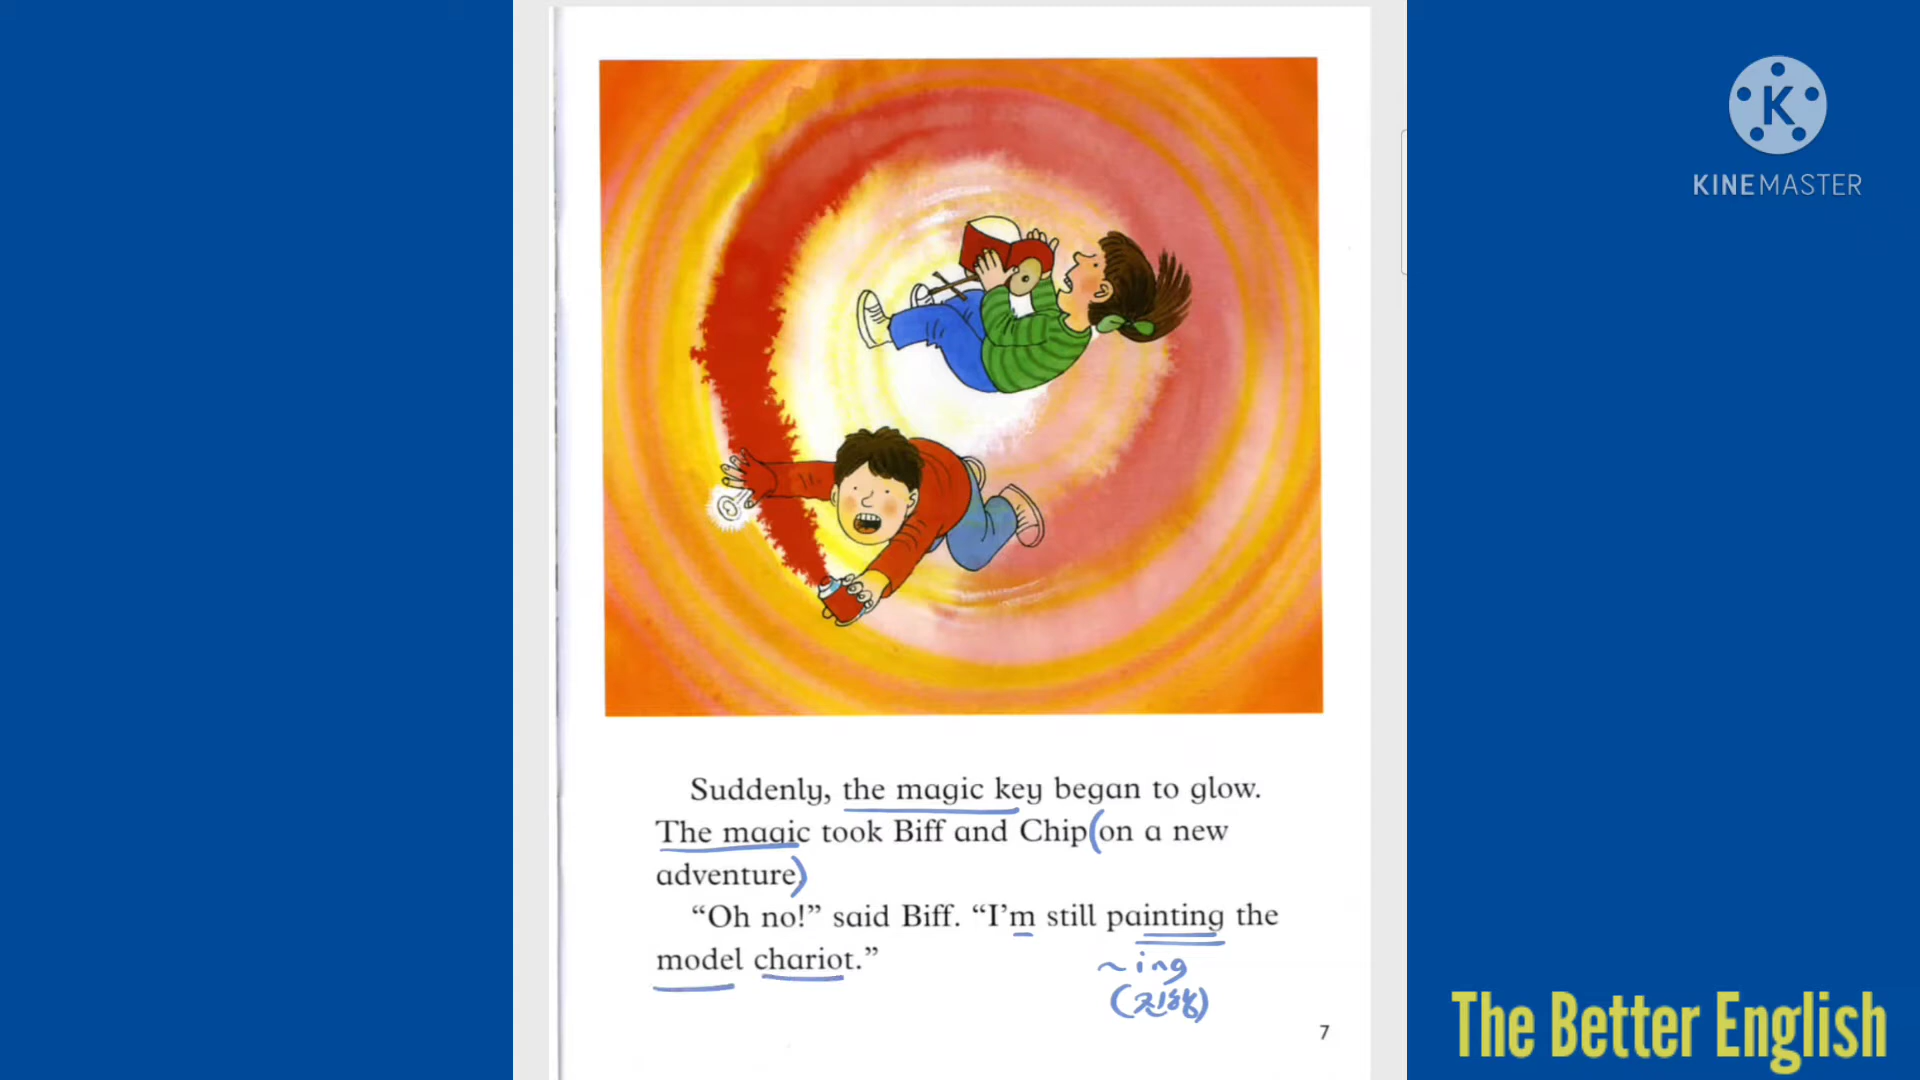 K
KINEMASTER
Suddenly, the magic key began to glow.
The magic took Biff and Chip (on a new
adventure)
“Oh no!” said Biff. “I’m still painting the
model chariot.”
~ing
(진행)
7
The Better English